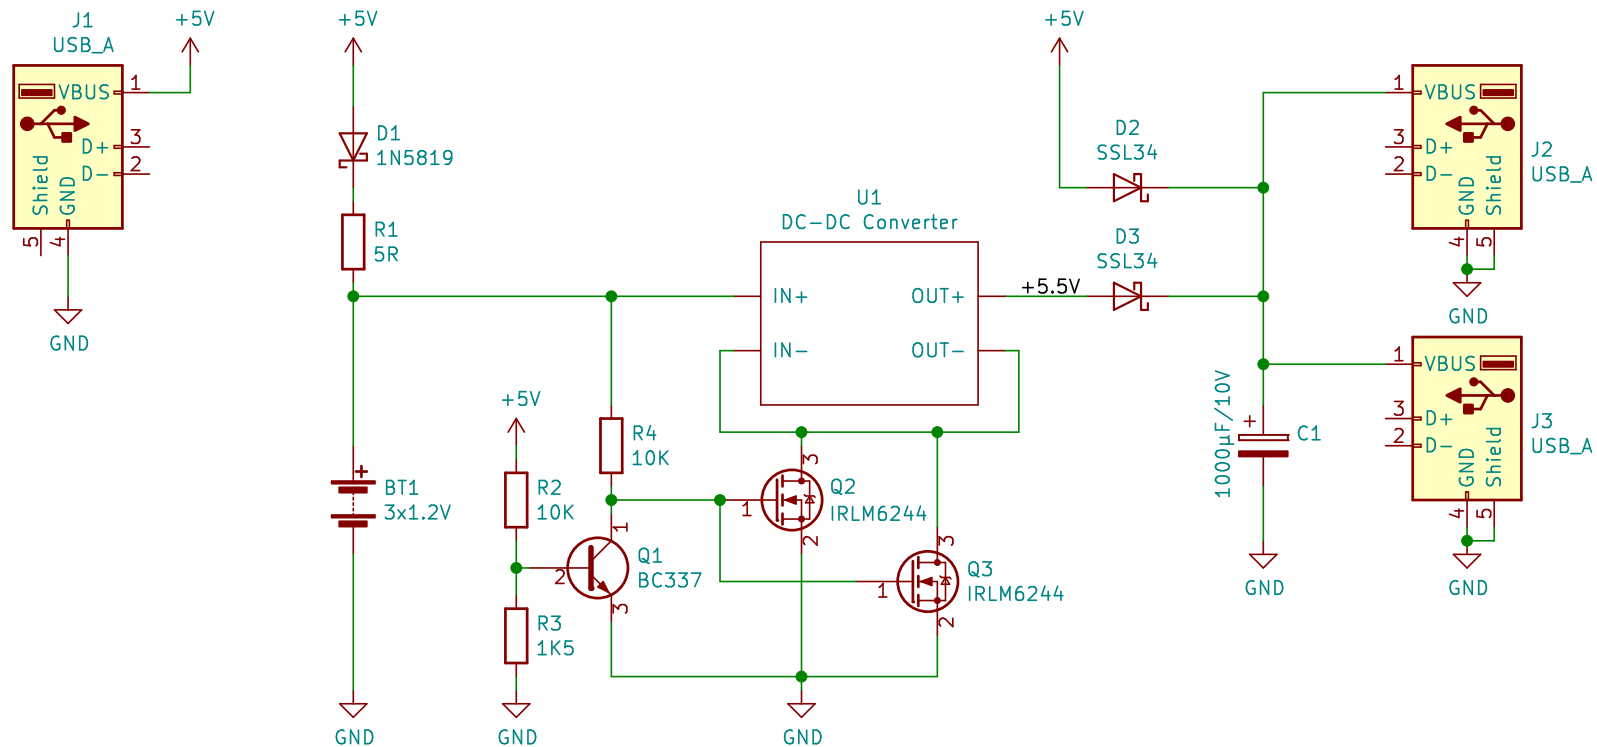 J1
USB_A
+5V
VBUS
1
D+
3
D-
2
Shield
GND
5
4
GND
+5V
D1
1N5819
R1
5R
BT1
3x1.2V
+
GND
+5V
R2
10K
R3
1K5
GND
R4
10K
Q1
BC337
1
2
3
U1
DC-DC Converter
IN+
OUT+
IN-
OUT-
Q2
IRLM6244
1
3
2
Q3
IRLM6244
1
3
2
GND
+5V
D2
SSL34
D3
SSL34
+5.5V
C1
1000µF/10V
+
GND
J2
USB_A
1
VBUS
3
D+
2
D-
GND
Shield
4
5
GND
J3
USB_A
1
VBUS
3
D+
2
D-
GND
Shield
4
5
GND